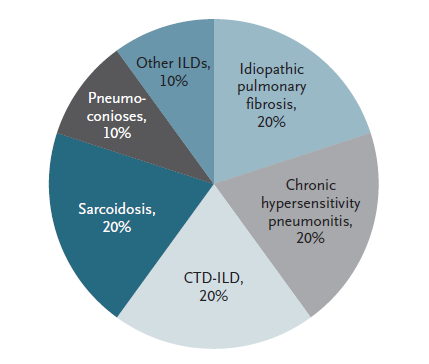 Idiopathic
pulmonary
fibrosis,
20%
Chronic
hypersensitivity
pneumonitis,
20%
CTD-ILD,
20%
Sarcoidosis,
20%
Pneumo-
conioses,
10%
Other ILDs,
10%